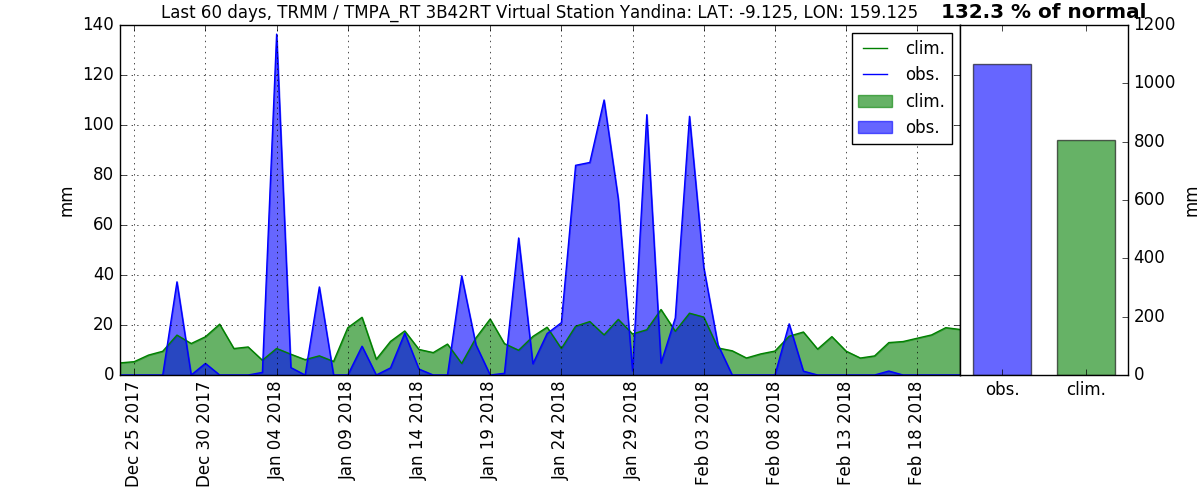 Last 60 days, TRMM / TMPA_RT 3B42RT Virtual Station Yandina: LAT: -9.125, LON: 159.125
132.3 % of normal
140
120
100
80
60
40
20
0
mm
clim.
obs.
clim.
obs.
1200
1000
800
600
400
200
0
mm
Dec 25 2017
Dec 30 2017
Jan 04 2018
Jan 09 2018
Jan 14 2018
Jan 19 2018
Jan 24 2018
Jan 29 2018
Feb 03 2018
Feb 08 2018
Feb 13 2018
Feb 18 2018
obs.
clim.